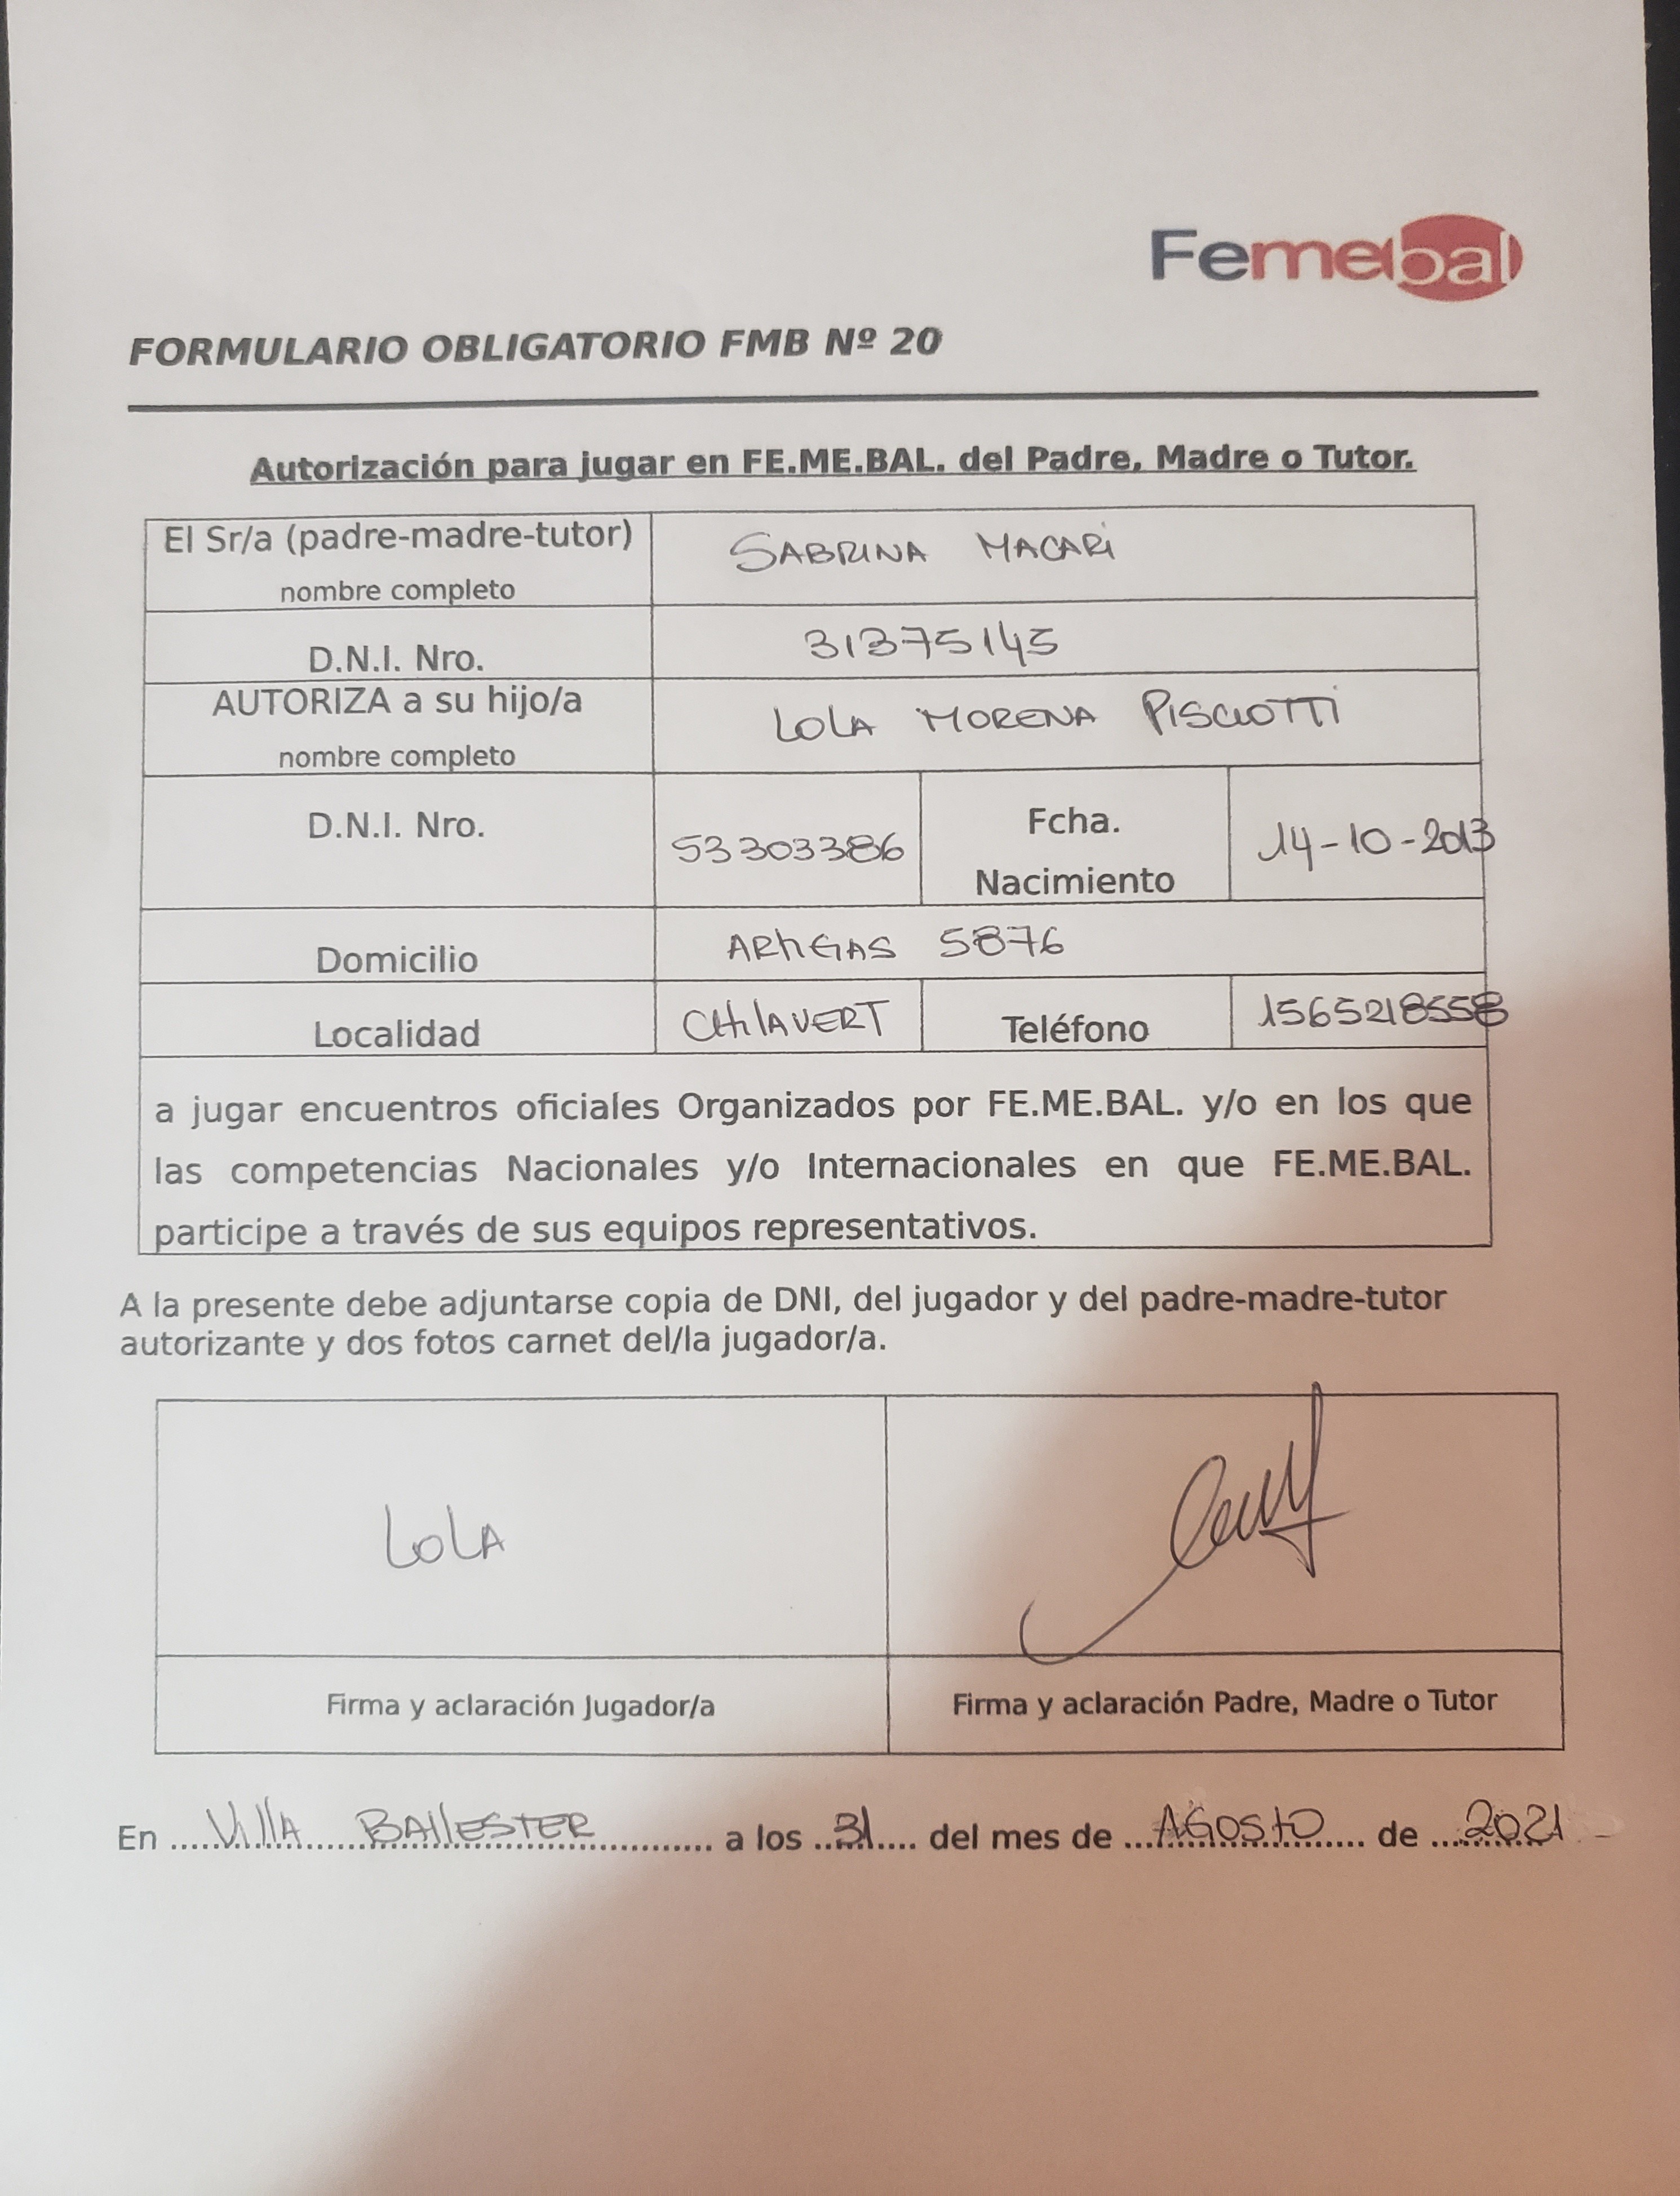 Femebal
FORMULARIO OBLIGATORIO FMB Nº 20
Autorización para jugar en FE.ME.BAL. del Padre, Madre o Tutor.
El Sr/a (padre-madre-tutor) SABRINA MACARI
nombre completo
D.N.I. Nro. 31375145
AUTORIZA a su hijo/a LOLA MORENA PISCIOTTI
nombre completo
D.N.I. Nro. 53303386 Fcha. Nacimiento 14-10-2013
Domicilio 5876
Localidad CHILAVERT Teléfono 1565218558
a jugar encuentros oficiales Organizados por FE.ME.BAL. y/o en los que
las competencias Nacionales y/o Internacionales en que FE.ME.BAL.
participe a través de sus equipos representativos.
A la presente debe adjuntarse copia de DNI, del jugador y del padre-madre-tutor
autorizante y dos fotos carnet del/la jugador/a.
LOLA
Firma y aclaración Jugador/a Firma y aclaración Padre, Madre o Tutor
En Villa BAllESTER a los 31 del mes de AGOSTO de 2021